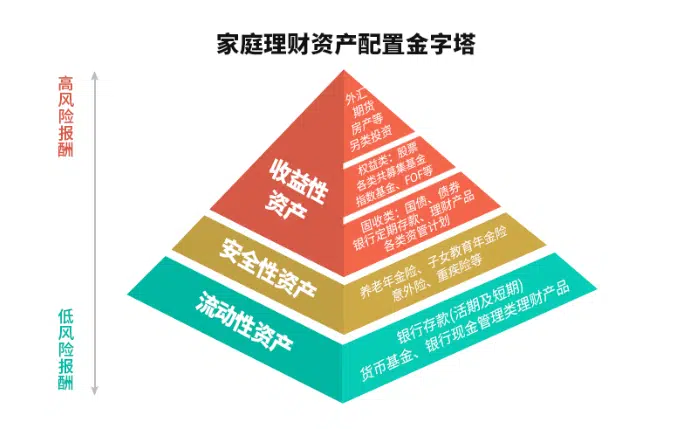 家庭理财资产配置金字塔
高风险报酬
外汇
期货
房产等
另类投资
权益类：股票
各类共募集基金
指数基金、FOF等
收益性
资产
固收类：国债、债券
银行定期存款、理财产品
各类资管计划
安全性资产
养老年金险、子女教育年金险
意外险、重疾险等
流动性资产
银行存款(活期及短期)
货币基金、银行现金管理类理财产品
低风险报酬